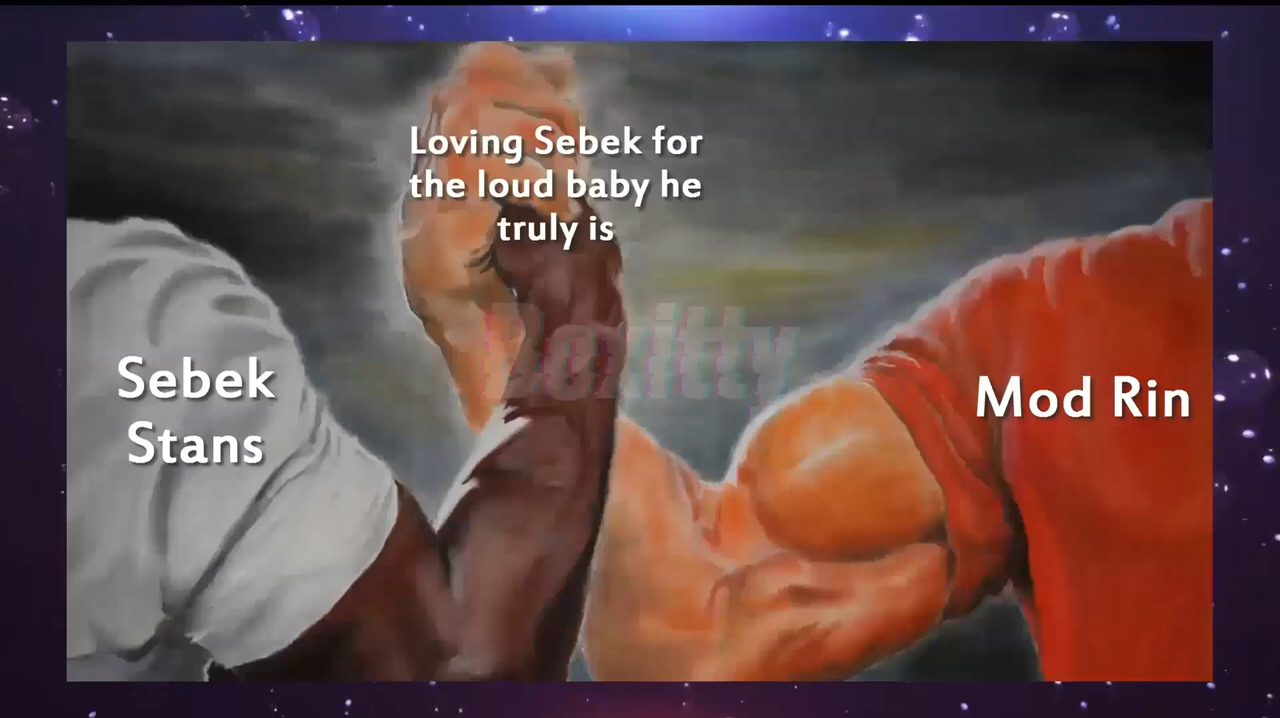 Loving Sebek for
the loud baby he
truly is
Sebek
Stans
Mod Rin